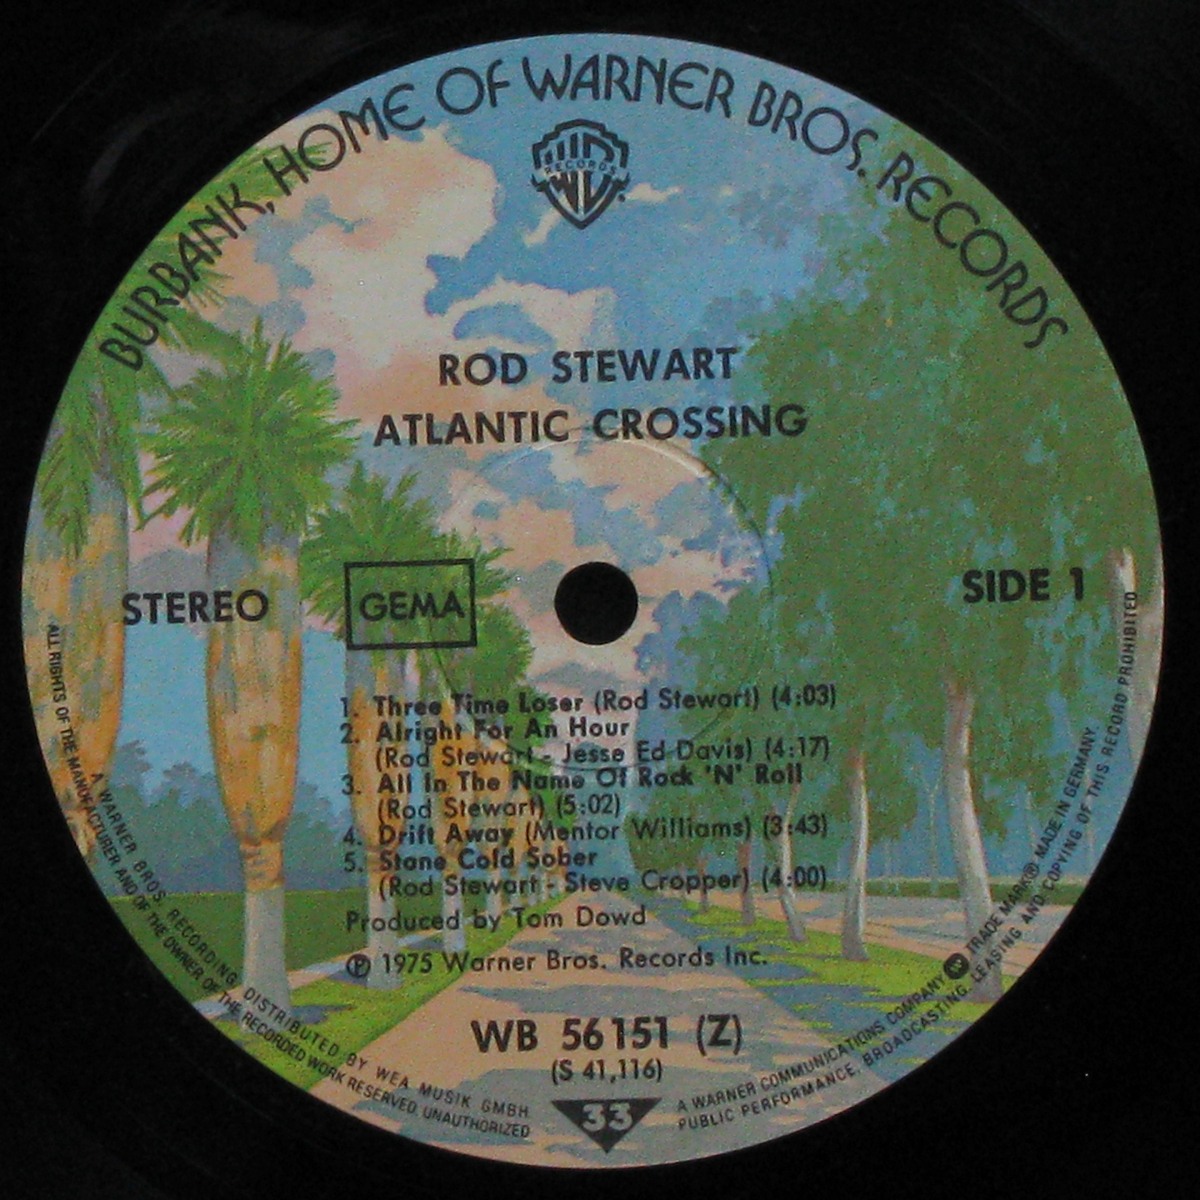 BURBANK, HOME OF WARNER BROS. RECORDS
W B
RECORDS
ROD STEWART
ATLANTIC CROSSING
STEREO
GEMA
SIDE 1
1. Three Time Loser (Rod Stewart) (4:03)
2. Alright For An Hour
(Rod Stewart - Jesse Ed Davis) (4:17)
3. All In The Name Of Rock 'N' Roll
(Rod Stewart) (5:02)
4. Drift Away (Mentor Williams) (3:43)
5. Stone Cold Sober
(Rod Stewart - Steve Cropper) (4:00)
Produced by Tom Dowd
℗ 1975 Warner Bros. Records Inc.
WB 56 151 (Z)
(S 41,116)
33
A WARNER BROS. RECORDING DISTRIBUTED BY WEA MUSIK GMBH
A WARNER COMMUNICATIONS COMPANY TRADE MARK® MADE IN GERMANY
ALL RIGHTS OF THE MANUFACTURER AND OF THE OWNER OF THE RECORDED WORK RESERVED. UNAUTHORIZED
PUBLIC PERFORMANCE, BROADCASTING, LEASING AND COPYING OF THIS RECORD PROHIBITED